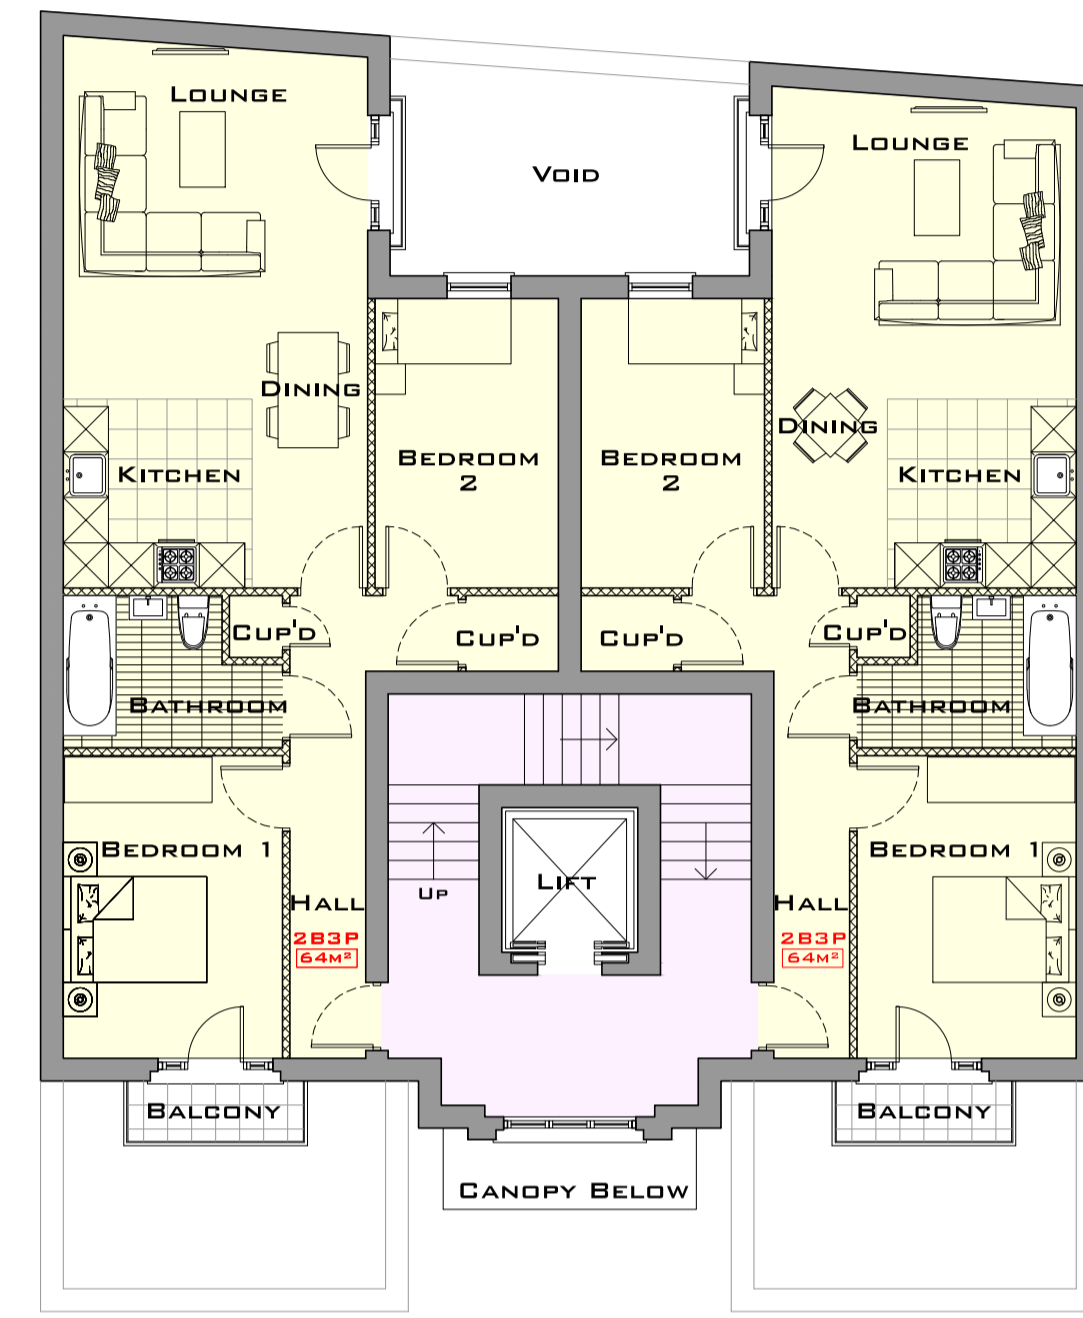 LOUNGE
LOUNGE
VOID
DINING
DINING
KITCHEN
BEDROOM
2
BEDROOM
2
KITCHEN
CUP'D
CUP'D
CUP'D
CUP'D
BATHROOM
BATHROOM
BEDROOM 1
BEDROOM 1
UP
LIFT
HALL
2B3P
64M²
HALL
2B3P
64M²
BALCONY
BALCONY
CANOPY BELOW